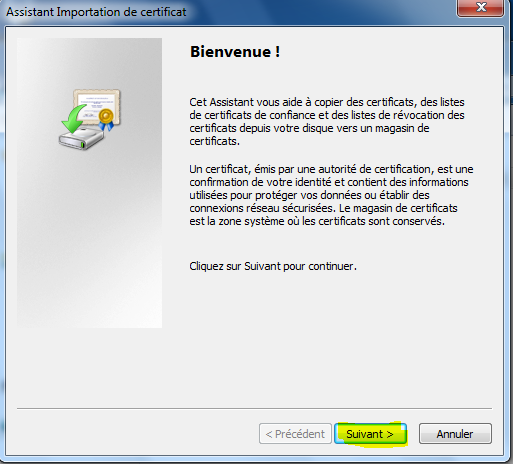 Assistant Importation de certificat
X
Bienvenue !
Cet Assistant vous aide à copier des certificats, des listes
de certificats de confiance et des listes de révocation des
certificats depuis votre disque vers un magasin de
certificats.
Un certificat, émis par une autorité de certification, est une
confirmation de votre identité et contient des informations
utilisées pour protéger vos données ou établir des
connexions réseau sécurisées. Le magasin de certificats
est la zone système où les certificats sont conservés.
Cliquez sur Suivant pour continuer.
< Précédent
Suivant >
Annuler